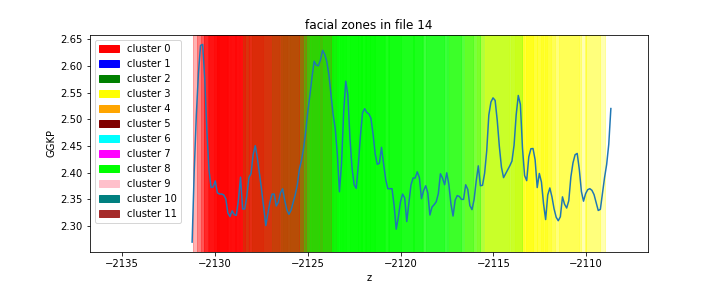 facial zones in file 14
2.65
2.60
2.55
2.50
2.45
2.40
2.35
2.30
GGKP
cluster 0
cluster 1
cluster 2
cluster 3
cluster 4
cluster 5
cluster 6
cluster 7
cluster 8
cluster 9
cluster 10
cluster 11
−2135 −2130 −2125 −2120 −2115 −2110
z